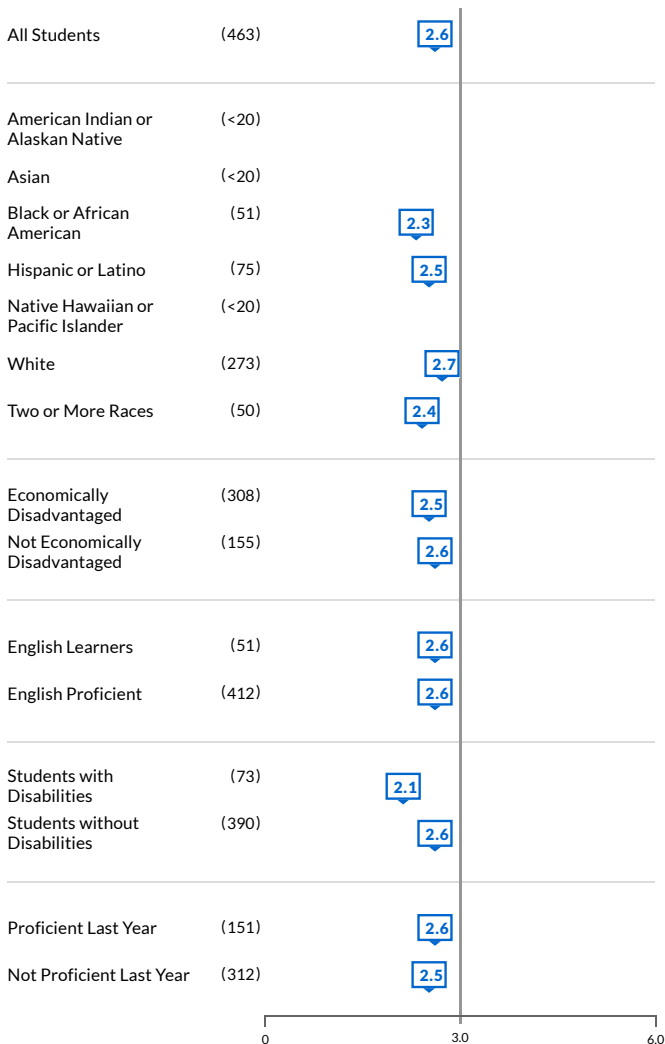 All Students (463) 2.6
American Indian or (<20)
Alaskan Native
Asian (<20)
Black or African (51) 2.3
American
Hispanic or Latino (75) 2.5
Native Hawaiian or (<20)
Pacific Islander
White (273) 2.7
Two or More Races (50) 2.4
Economically (308) 2.5
Disadvantaged
Not Economically (155) 2.6
Disadvantaged
English Learners (51) 2.6
English Proficient (412) 2.6
Students with (73) 2.1
Disabilities
Students without (390) 2.6
Disabilities
Proficient Last Year (151) 2.6
Not Proficient Last Year (312) 2.5
0 3.0 6.0